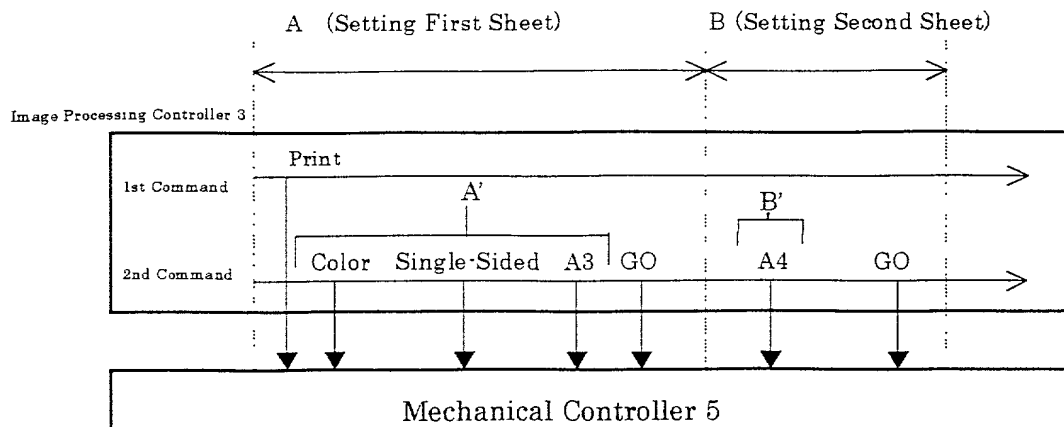 A (Setting First Sheet) B (Setting Second Sheet)
Image Processing Controller 3
Print
1st Command
A'
B'
Color Single-Sided A3 GO A4 GO
2nd Command
Mechanical Controller 5